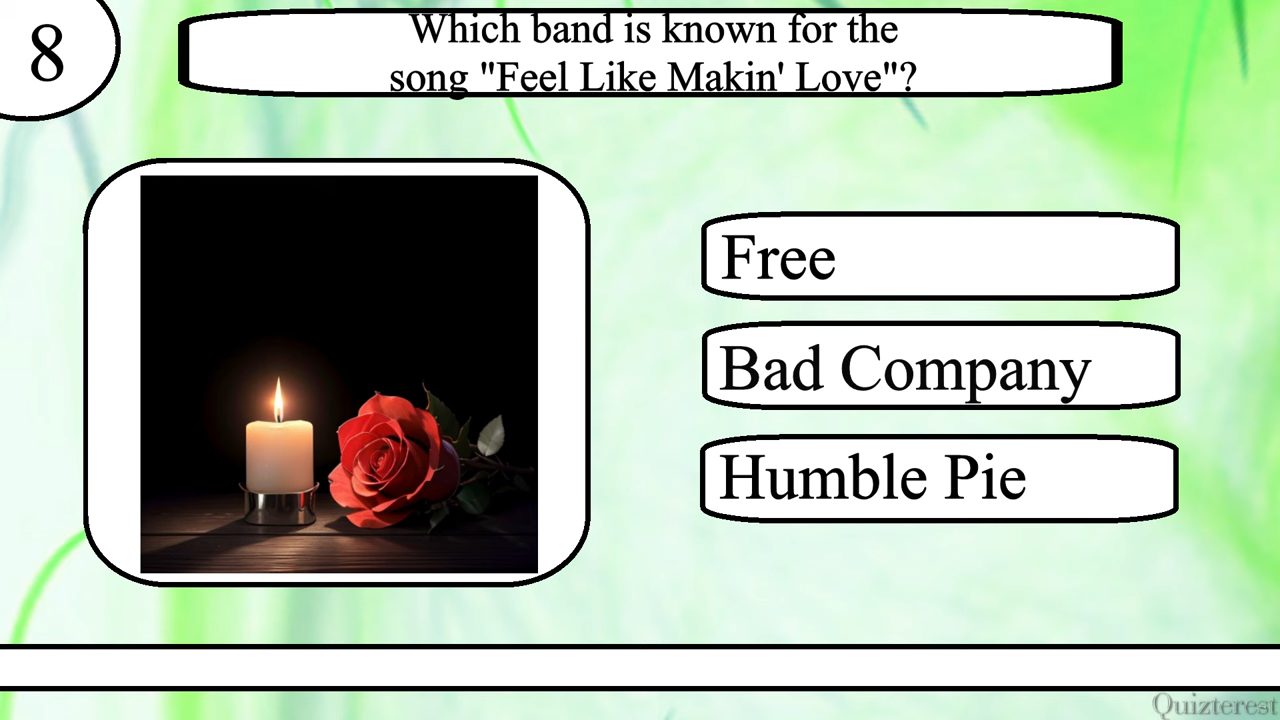 8
Which band is known for the
song "Feel Like Makin' Love"?
Free
Bad Company
Humble Pie
Quizterest